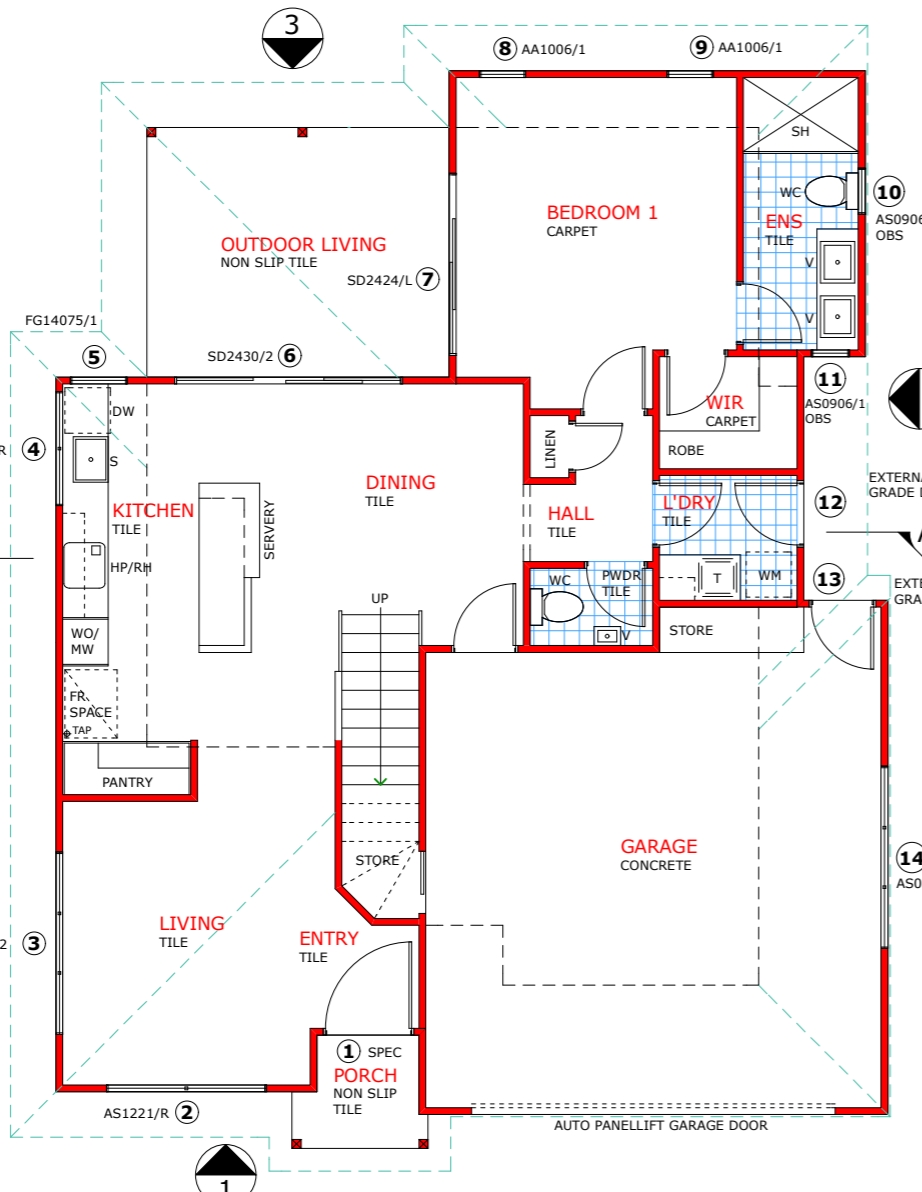 3
8 AA1006/1
9 AA1006/1
SH
WC
10
AS0906
OBS
ENS
TILE
V
V
BEDROOM 1
CARPET
OUTDOOR LIVING
NON SLIP TILE
SD2424/L 7
FG14075/1
5
SD2430/2 6
11
AS0906/1
OBS
WIR
CARPET
ROBE
DW
S
R 4
LINEN
DINING
TILE
KITCHEN
TILE
SERVERY
HALL
TILE
L'DRY
TILE
12
EXTERNA
GRADE
HP/RH
WC
PWDR
TILE
V
T
WM
13
EXTE
GRA
UP
STORE
WO/
MW
FR
SPACE
TAP
PANTRY
GARAGE
CONCRETE
14
AS0
STORE
LIVING
TILE
ENTRY
TILE
2 3
1 SPEC
PORCH
NON SLIP
TILE
AS1221/R 2
AUTO PANELLIFT GARAGE DOOR
1